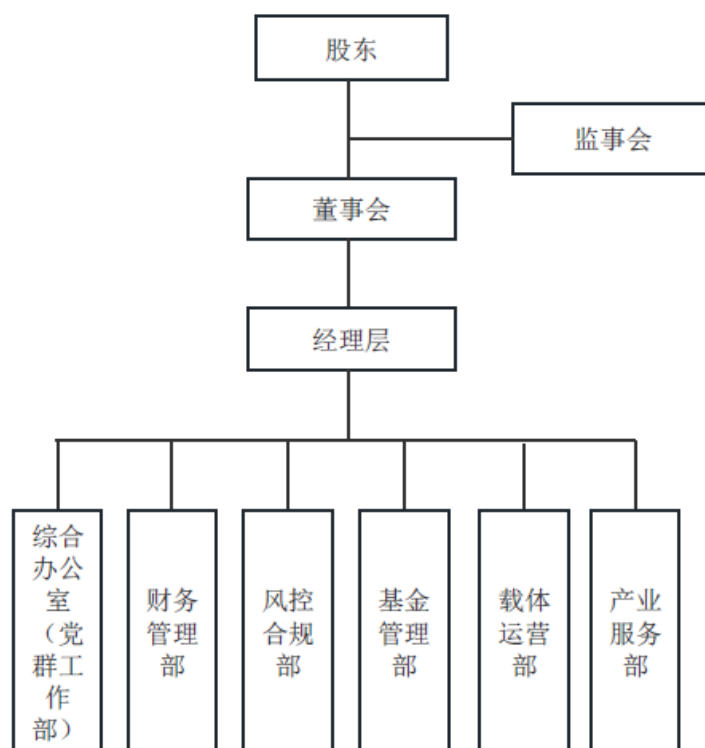 股东
监事会
董事会
经理层
综合
办公
室
（党
群工
作
部）
财务
管理
部
风控
合规
部
基金
管理
部
载体
运营
部
产业
服务
部